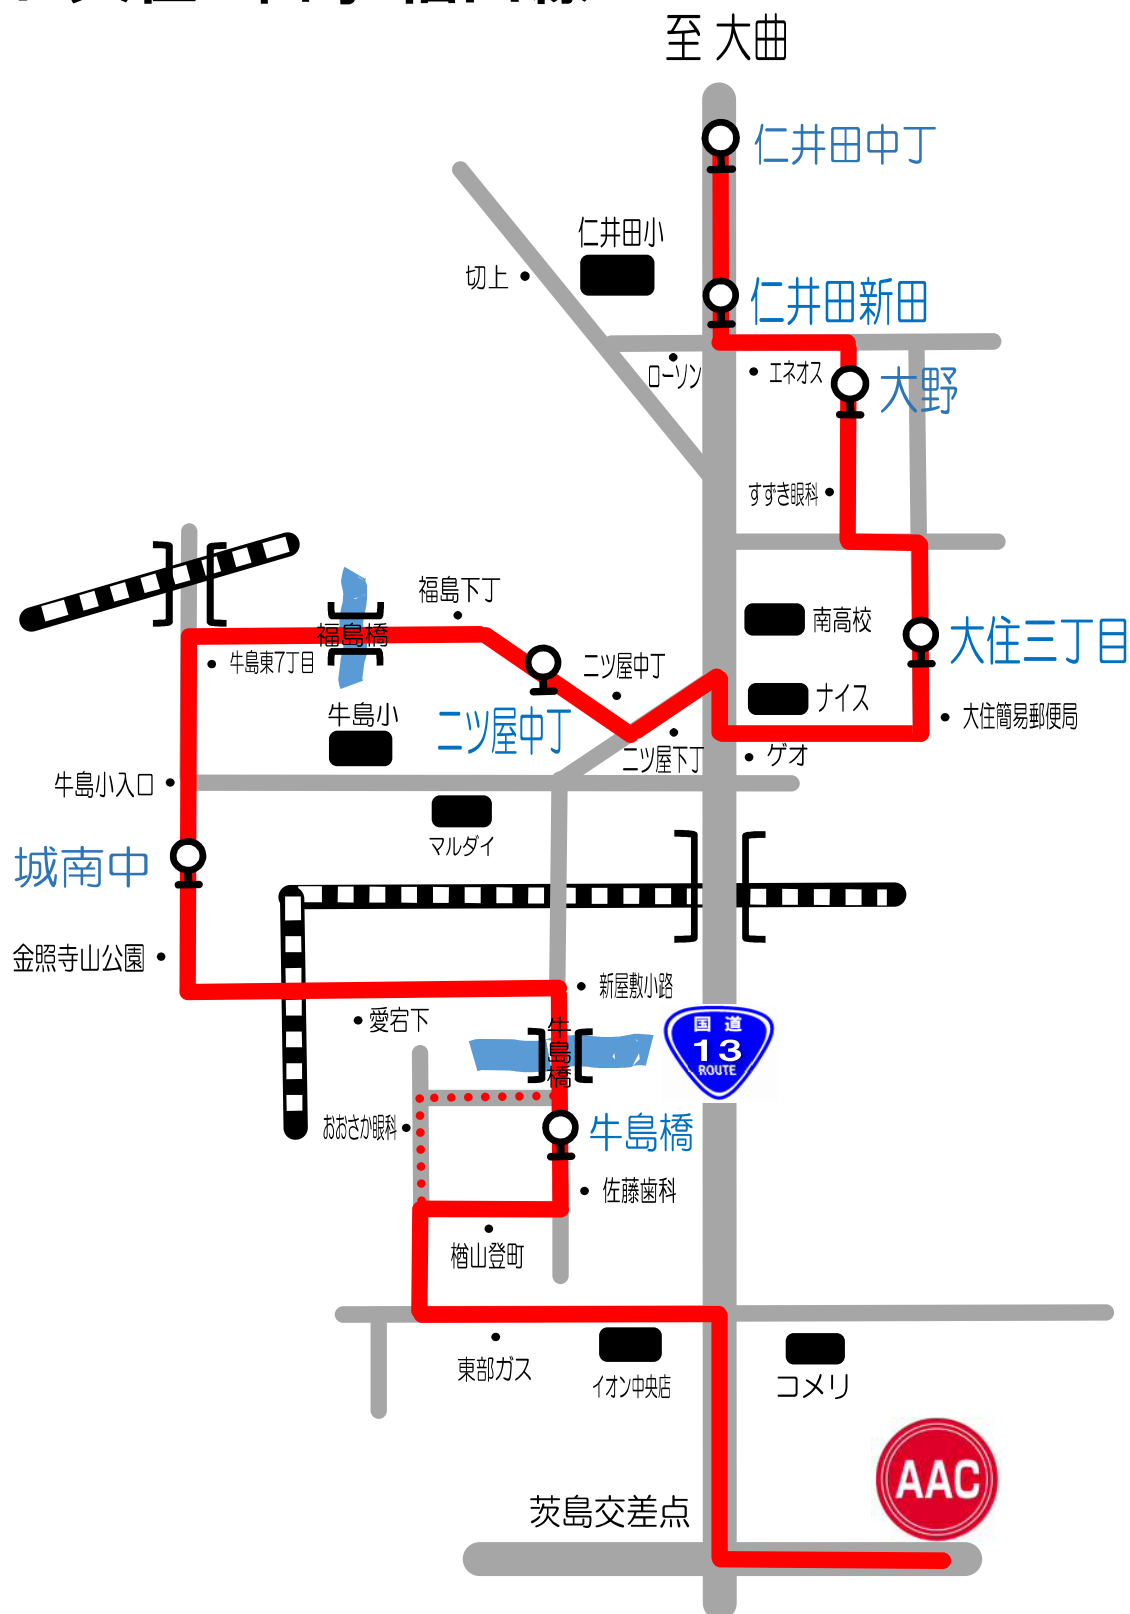 至 大曲
仁井田中丁
仁井田小
切上
仁井田新田
ローソン
エネオス
大野
すずき眼科
福島下丁
南高校
大住三丁目
福島橋
牛島東7丁目
二ツ屋中丁
ナイス
牛島小
二ツ屋中丁
大住簡易郵便局
二ツ屋下丁
ゲオ
牛島小入口
マルダイ
城南中
金照寺山公園
新屋敷小路
愛宕下
牛島橋
国道
13
ROUTE
おおさか眼科
牛島橋
佐藤歯科
楢山登町
東部ガス
イオン中央店
コメリ
AAC
茨島交差点